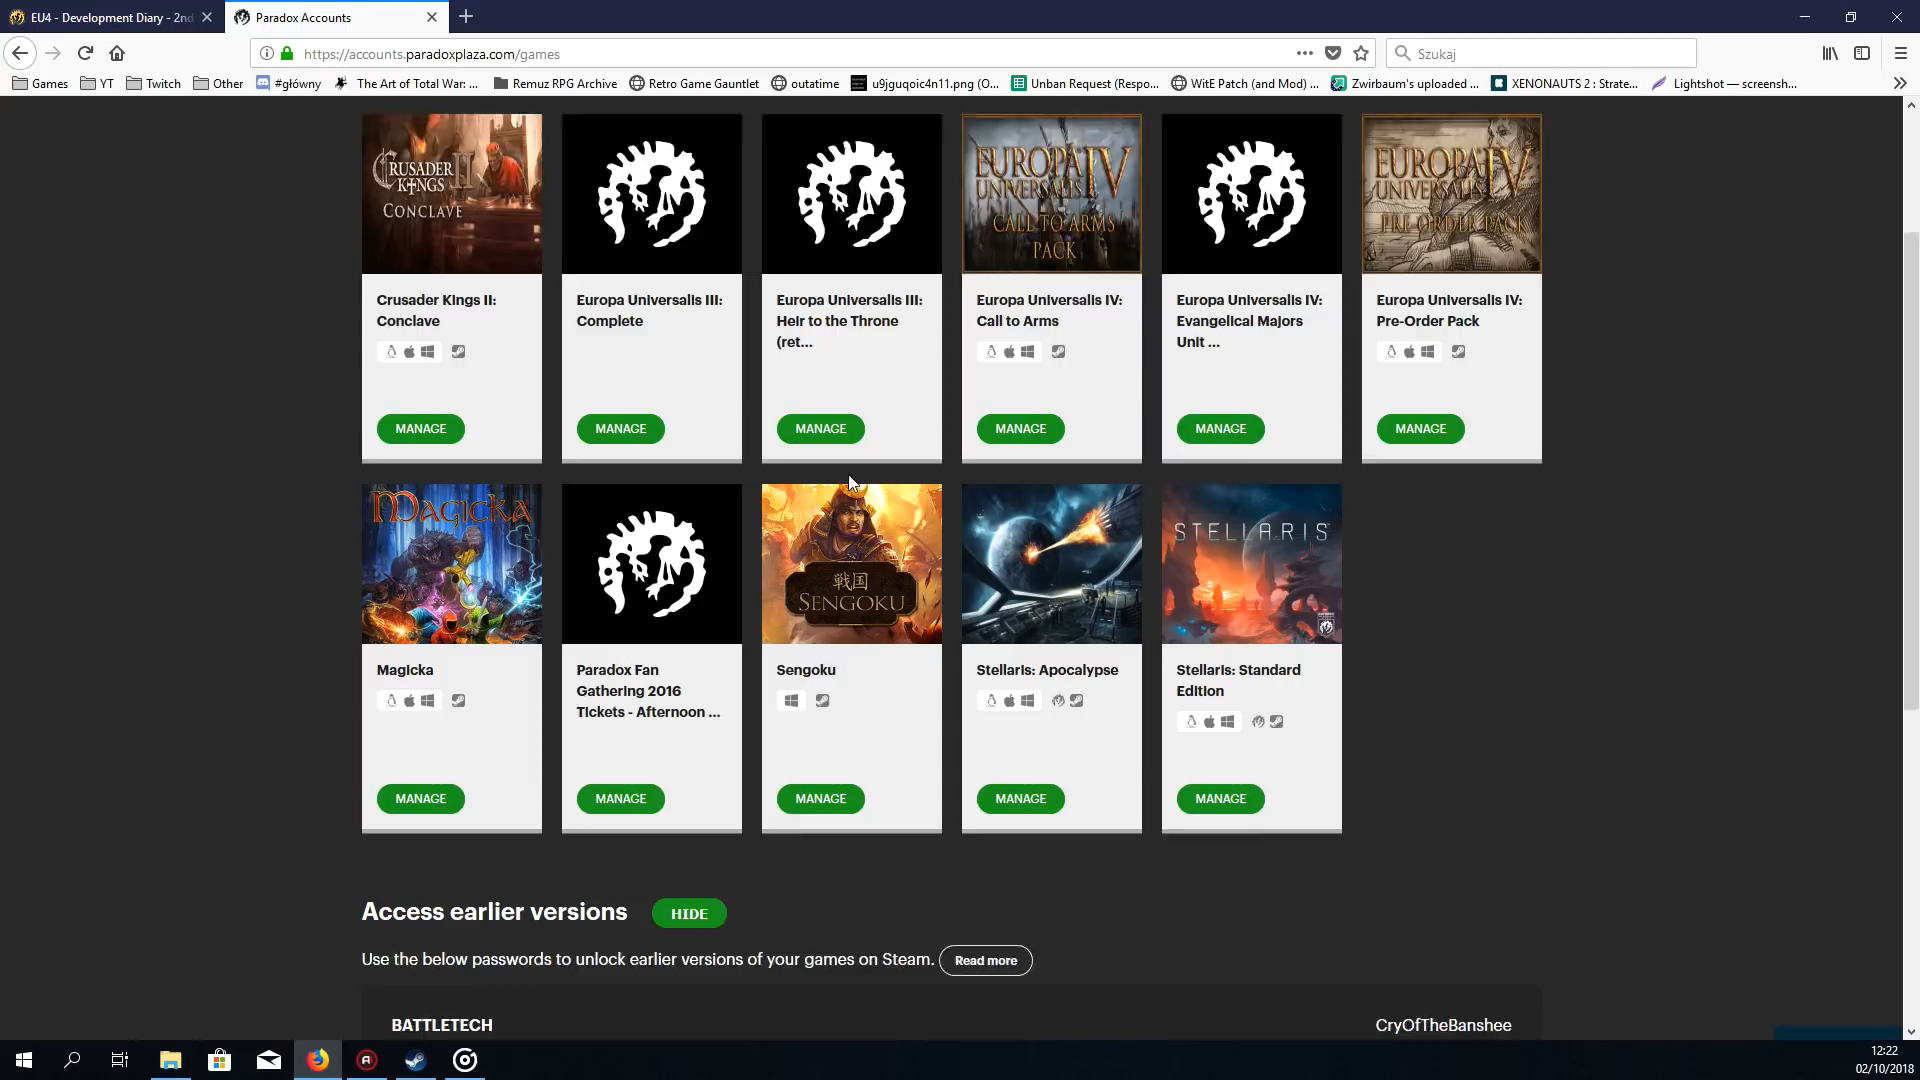 EU4 - Development Diary - 2nd
Paradox Accounts
https://accounts.paradoxplaza.com/games
Szukaj
Games
YT
Twitch
Other
#główny
The Art of Total War: ...
Remuz RPG Archive
Retro Game Gauntlet
outatime
u9jguqoic4n11.png (O...
Unban Request (Respo...
WitE Patch (and Mod) ...
Zwirbaum's uploaded ...
XENONAUTS 2 : Strate...
Lightshot — screensh...
CRUSADER
KINGS II
CONCLAVE
EUROPA
UNIVERSALIS IV
CALL TO ARMS
PACK
EUROPA
UNIVERSALIS IV
PRE-ORDER PACK
Crusader Kings II:
Conclave
Europa Universalis III:
Complete
Europa Universalis III:
Heir to the Throne
(ret...
Europa Universalis IV:
Call to Arms
Europa Universalis IV:
Evangelical Majors
Unit ...
Europa Universalis IV:
Pre-Order Pack
MANAGE
MANAGE
MANAGE
MANAGE
MANAGE
MANAGE
MAGICKA
戦国
SENGOKU
STELLARIS
Magicka
Paradox Fan
Gathering 2016
Tickets - Afternoon ...
Sengoku
Stellaris: Apocalypse
Stellaris: Standard
Edition
MANAGE
MANAGE
MANAGE
MANAGE
MANAGE
Access earlier versions
HIDE
Use the below passwords to unlock earlier versions of your games on Steam.
Read more
BATTLETECH
CryOfTheBanshee
12:22
02/10/2018